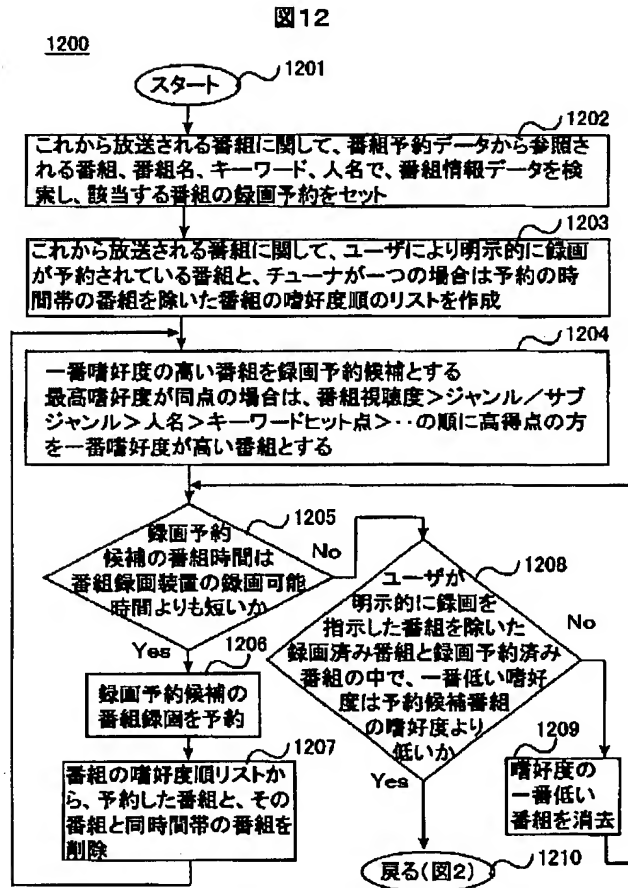 図12
1200
スタート
1201
1202
これから放送される番組に関して、番組予約データから参照さ
れる番組、番組名、キーワード、人名で、番組情報データを検
索し、該当する番組の録画予約をセット
1203
これから放送される番組に関して、ユーザにより明示的に録画
が予約されている番組と、チューナが一つの場合は予約の時
間帯の番組を除いた番組の嗜好度順のリストを作成
1204
一番嗜好度の高い番組を録画予約候補とする
最高嗜好度が同点の場合は、番組視聴度>ジャンル/サブ
ジャンル>人名>キーワードヒット点>‥の順に高得点の方
を一番嗜好度が高い番組とする
1205
録画予約
候補の番組時間は
番組録画装置の録画可能
時間よりも短いか
No
Yes
1206
録画予約候補の
番組録画を予約
1207
番組の嗜好度順リストか
ら、予約した番組と、その
番組と同時間帯の番組を
削除
1208
ユーザが
明示的に録画を
指示した番組を除いた
録画済み番組と録画予約済み
番組の中で、一番低い嗜好
度は予約候補番組
の嗜好度より
低いか
No
Yes
1209
嗜好度の
一番低い
番組を消去
戻る(図2)
1210